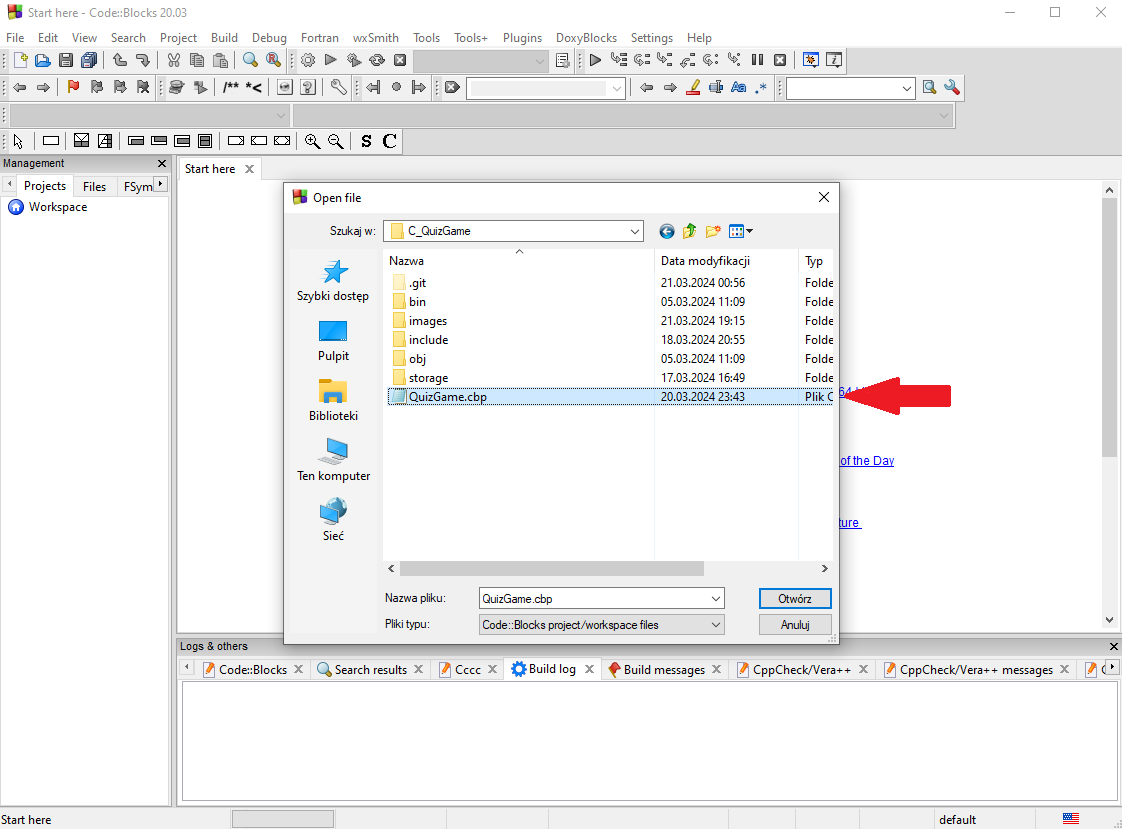 Start here - Code::Blocks 20.03
File Edit View Search Project Build Debug Fortran wxSmith Tools Tools+ Plugins DoxyBlocks Settings Help
/** *<
Aa .*
S C
Management
Projects Files FSym
Workspace
Start here
Open file
Szukaj w: C_QuizGame
Nazwa Data modyfikacji Typ
.git 21.03.2024 00:56 Folde
bin 05.03.2024 11:09 Folde
images 21.03.2024 19:15 Folde
include 18.03.2024 20:55 Folde
obj 05.03.2024 11:09 Folde
storage 17.03.2024 16:49 Folde
QuizGame.cbp 20.03.2024 23:43 Plik C
Szybki dostęp
Pulpit
Biblioteki
Ten komputer
Sieć
of the Day
ture
Nazwa pliku: QuizGame.cbp Otwórz
Pliki typu: Code::Blocks project/workspace files Anuluj
Logs & others
Code::Blocks Search results Cccc Build log Build messages CppCheck/Vera++ CppCheck/Vera++ messages
Start here default